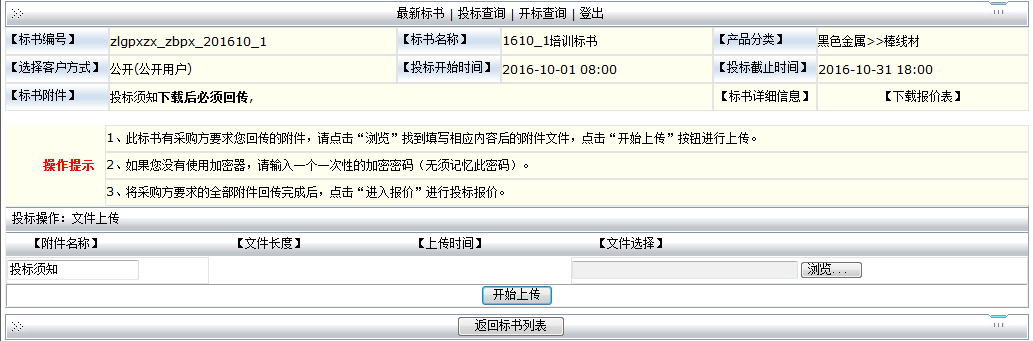 最新标书 | 投标查询 | 开标查询 | 登出
【标书编号】 zlgpxzx_zbpx_201610_1 【标书名称】 1610_1培训标书 【产品分类】 黑色金属>>棒线材
【选择客户方式】 公开(公开用户) 【投标开始时间】 2016-10-01 08:00 【投标截止时间】 2016-10-31 18:00
【标书附件】 投标须知下载后必须回传, 【标书详细信息】 【下载报价表】
1、此标书有采购方要求您回传的附件，请点击“浏览”找到填写相应内容后的附件文件，点击“开始上传”按钮进行上传。
操作提示 2、如果您没有使用加密器，请输入一个一次性的加密密码（无须记忆此密码）。
3、将采购方要求的全部附件回传完成后，点击“进入报价”进行投标报价。
投标操作：文件上传
【附件名称】 【文件长度】 【上传时间】 【文件选择】
投标须知 浏览...
开始上传
返回标书列表